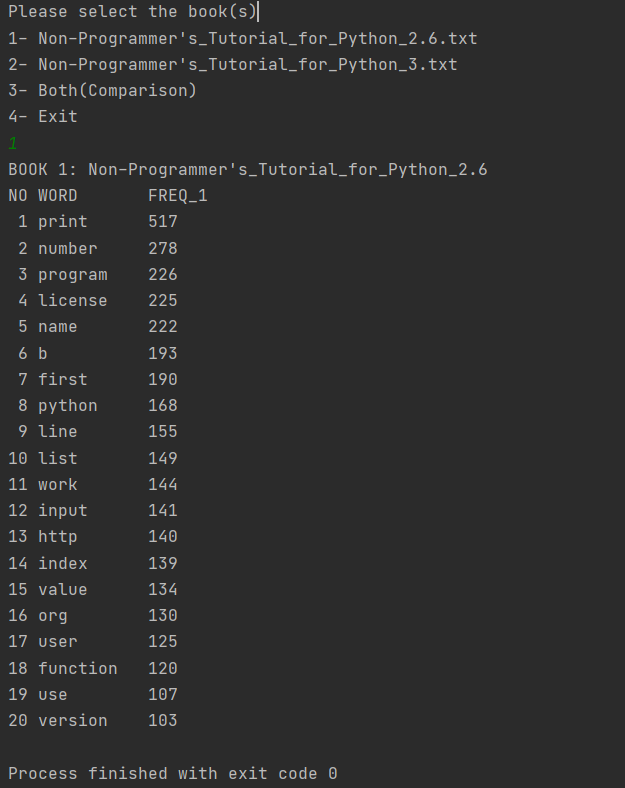 Please select the book(s)
1- Non-Programmer's_Tutorial_for_Python_2.6.txt
2- Non-Programmer's_Tutorial_for_Python_3.txt
3- Both(Comparison)
4- Exit
1
BOOK 1: Non-Programmer's_Tutorial_for_Python_2.6
NO WORD       FREQ_1
 1 print      517
 2 number     278
 3 program    226
 4 license    225
 5 name       222
 6 b          193
 7 first      190
 8 python     168
 9 line       155
10 list       149
11 work       144
12 input      141
13 http       140
14 index      139
15 value      134
16 org        130
17 user       125
18 function   120
19 use        107
20 version    103
Process finished with exit code 0